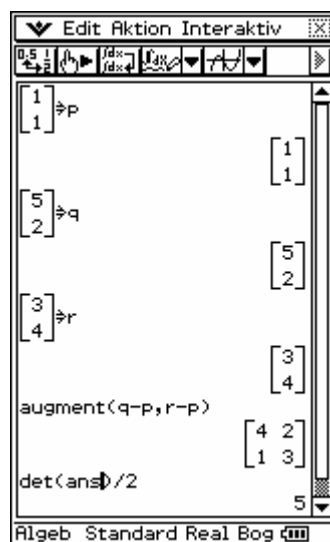 Edit Aktion Interaktiv
[1
1]⇒p
[1
1]
[5
2]⇒q
[5
2]
[3
4]⇒r
[3
4]
augment(q-p,r-p)
[4 2
1 3]
det(ans)/2
5
Algeb Standard Real Bog